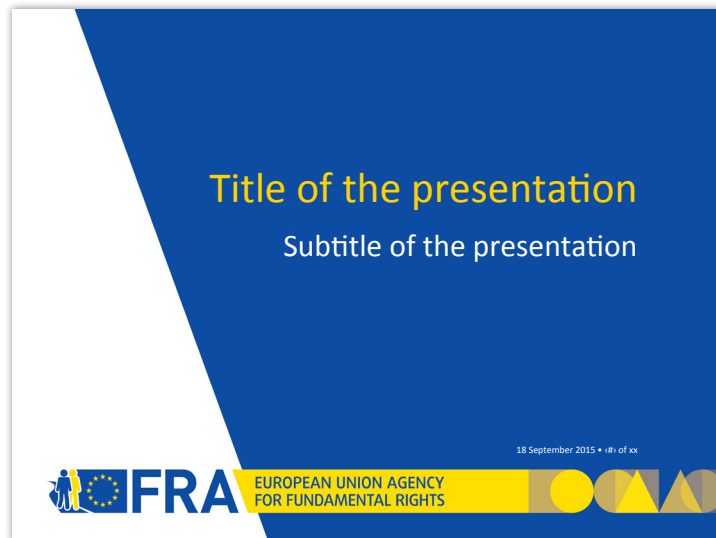 Title of the presentation
Subtitle of the presentation
18 September 2015 • ‹#› of xx
FRA
EUROPEAN UNION AGENCY
FOR FUNDAMENTAL RIGHTS